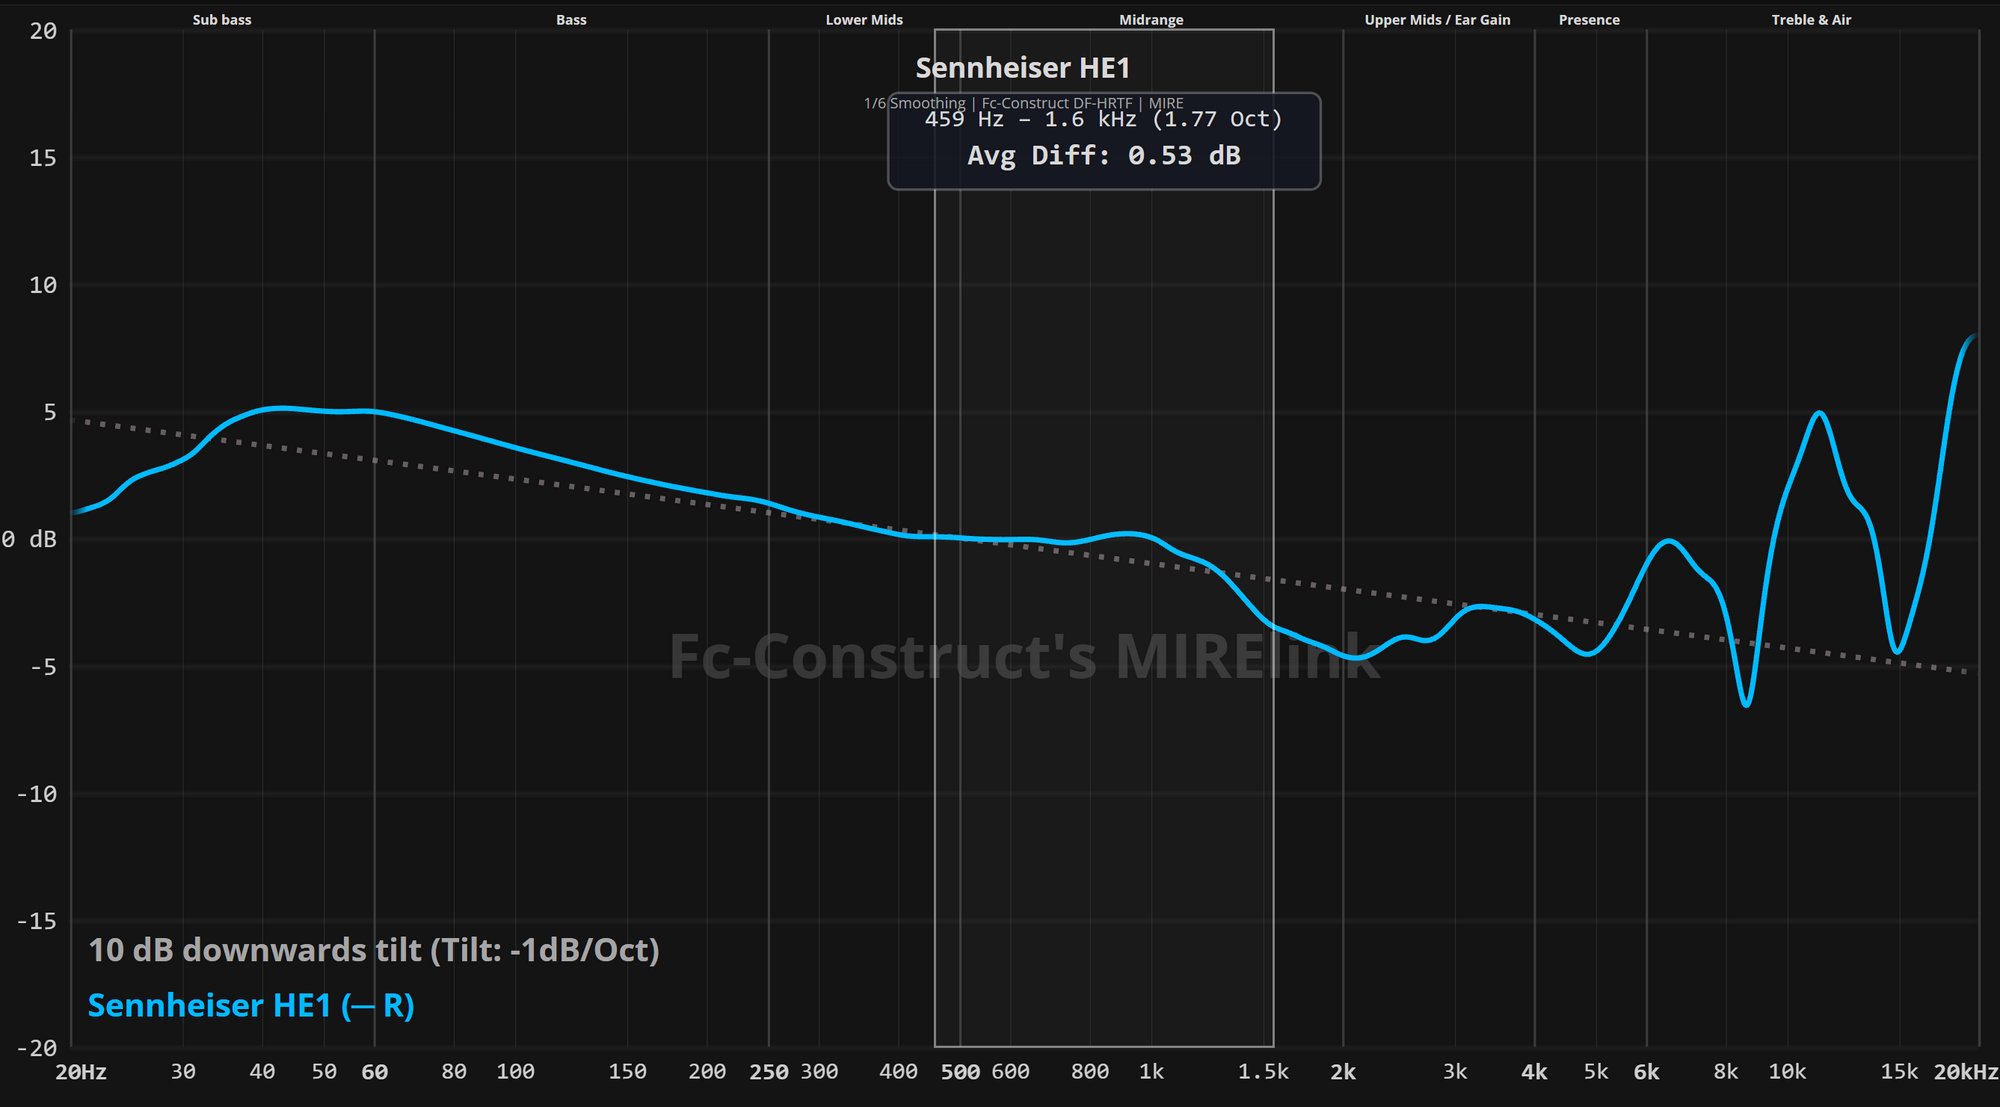 Sub bass Bass Lower Mids Midrange Upper Mids / Ear Gain Presence Treble & Air
20
Sennheiser HE1
1/6 Smoothing | Fc-Construct DF-HRTF | MIRE
459 Hz – 1.6 kHz (1.77 Oct)
15
Avg Diff: 0.53 dB
10
5
0 dB
Fc-Construct's MIRElink
-5
-10
-15
10 dB downwards tilt (Tilt: -1dB/Oct)
Sennheiser HE1 (— R)
-20
20Hz 30 40 50 60 80 100 150 200 250 300 400 500 600 800 1k 1.5k 2k 3k 4k 5k 6k 8k 10k 15k 20kHz